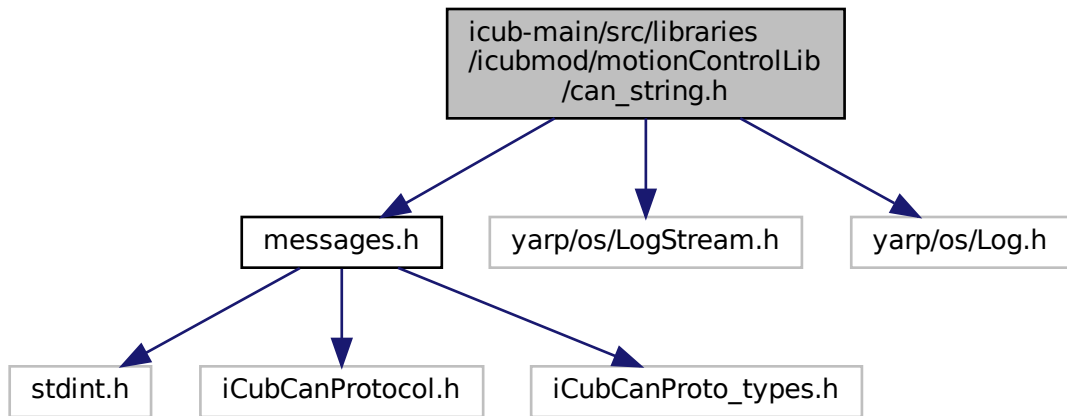 icub-main/src/libraries
/icubmod/motionControlLib
/can_string.h
messages.h
yarp/os/LogStream.h
yarp/os/Log.h
stdint.h
iCubCanProtocol.h
iCubCanProto_types.h